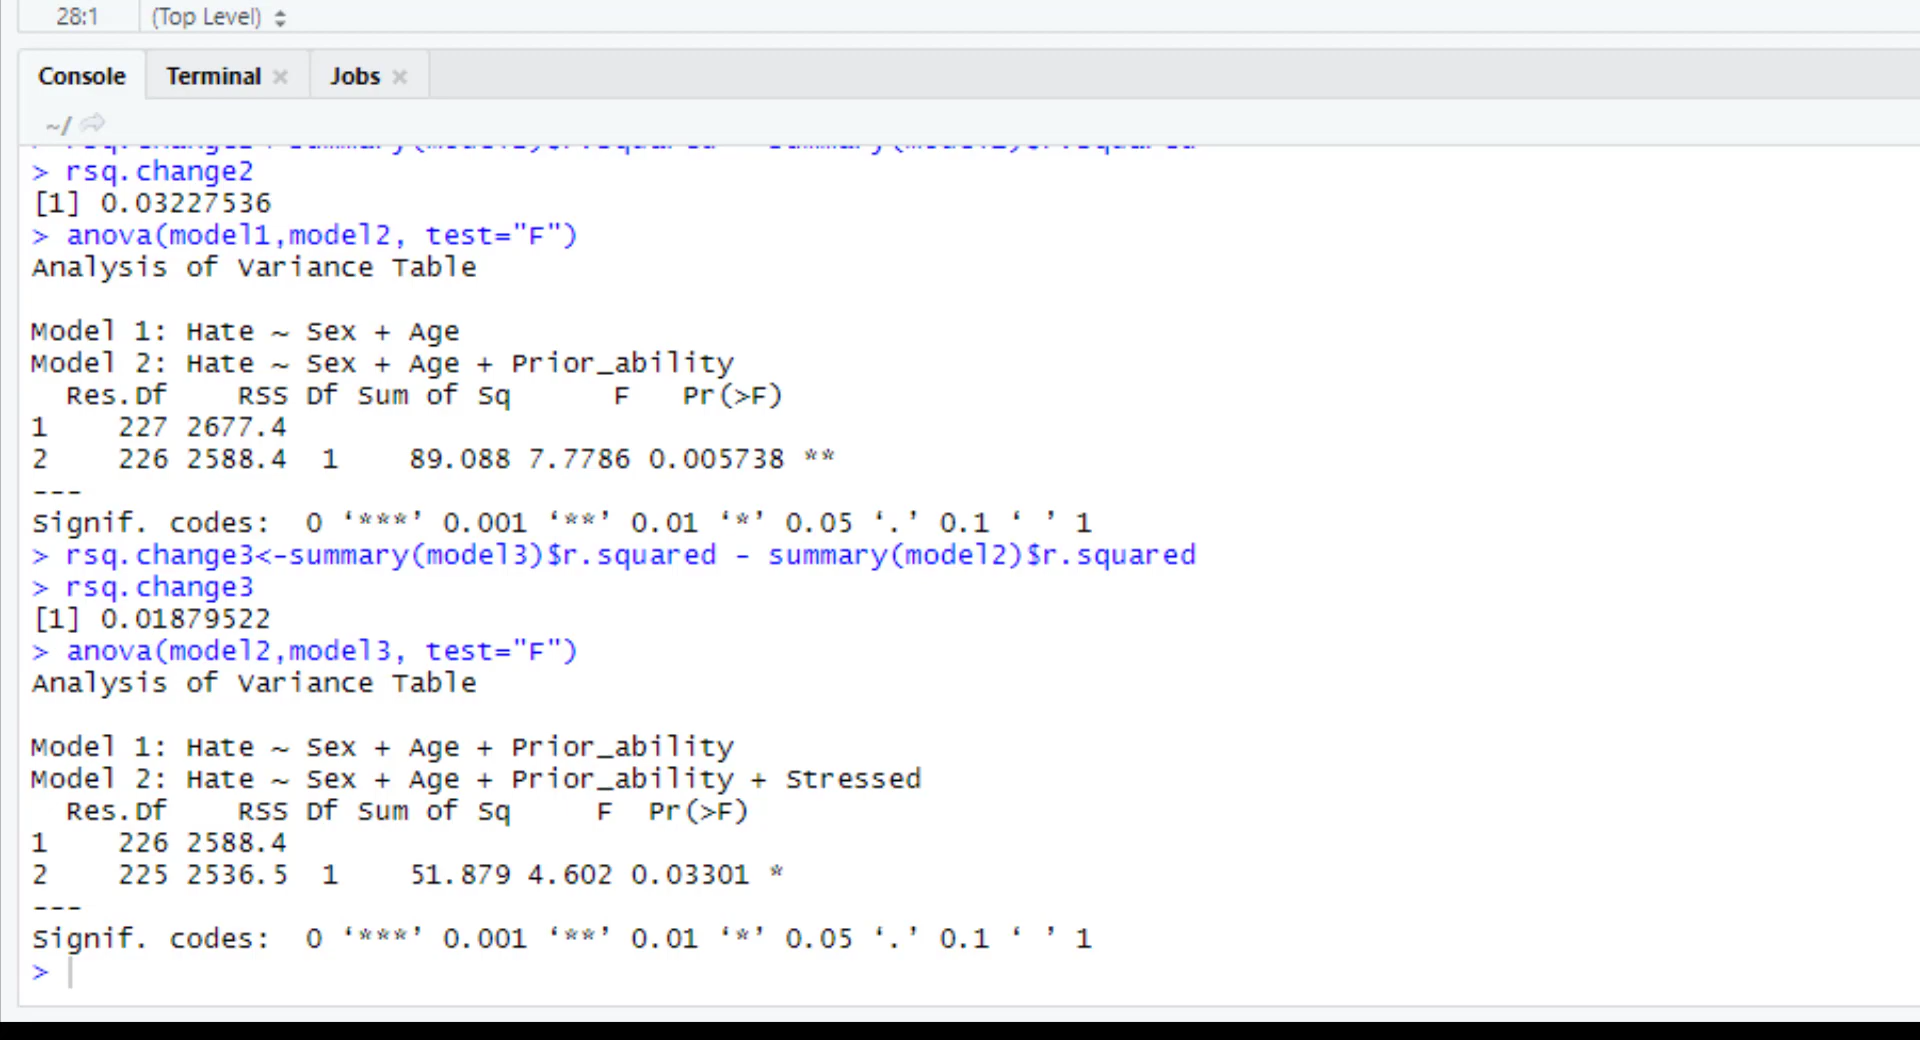 28:1 (Top Level)
Console Terminal Jobs
~/
> rsq.change2
[1] 0.03227536
> anova(model1,model2, test="F")
Analysis of Variance Table
Model 1: Hate ~ Sex + Age
Model 2: Hate ~ Sex + Age + Prior_ability
Res.Df RSS Df Sum of Sq F Pr(>F)
1 227 2677.4
2 226 2588.4 1 89.088 7.7786 0.005738 **
---
Signif. codes: 0 ‘***’ 0.001 ‘**’ 0.01 ‘*’ 0.05 ‘.’ 0.1 ‘ ’ 1
> rsq.change3<-summary(model3)$r.squared - summary(model2)$r.squared
> rsq.change3
[1] 0.01879522
> anova(model2,model3, test="F")
Analysis of Variance Table
Model 1: Hate ~ Sex + Age + Prior_ability
Model 2: Hate ~ Sex + Age + Prior_ability + Stressed
Res.Df RSS Df Sum of Sq F Pr(>F)
1 226 2588.4
2 225 2536.5 1 51.879 4.602 0.03301 *
---
Signif. codes: 0 ‘***’ 0.001 ‘**’ 0.01 ‘*’ 0.05 ‘.’ 0.1 ‘ ’ 1
>